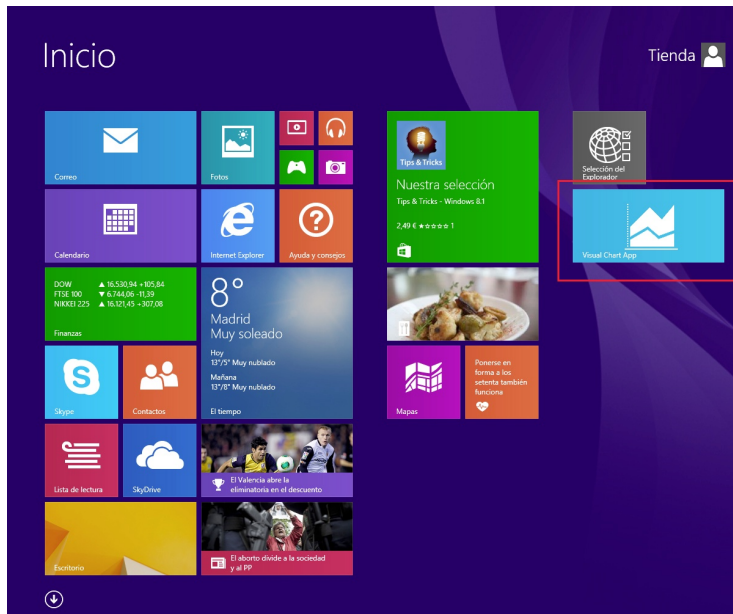 Inicio
Tienda
Correo
Fotos
Calendario
Internet Explorer
Ayuda y consejos
DOW ▲ 16.530,94 +105,84
FTSE 100 ▼ 6.744,06 -11,39
NIKKEI 225 ▲ 16.121,45 +307,08
Finanzas
8°
Madrid
Muy soleado
Hoy
13°/5° Muy nublado
Mañana
13°/8° Muy nublado
El tiempo
Skype
Contactos
Lista de lectura
SkyDrive
El Valencia abre la
eliminatoria en el descuento
Escritorio
El aborto divide a la sociedad
y al PP
Tips & Tricks
Nuestra selección
Tips & Tricks - Windows 8.1
2,49 € ☆☆☆☆☆ 1
Mapas
Ponerse en
forma a los
setenta también
funciona
Selección del
Explorador
Visual Chart App